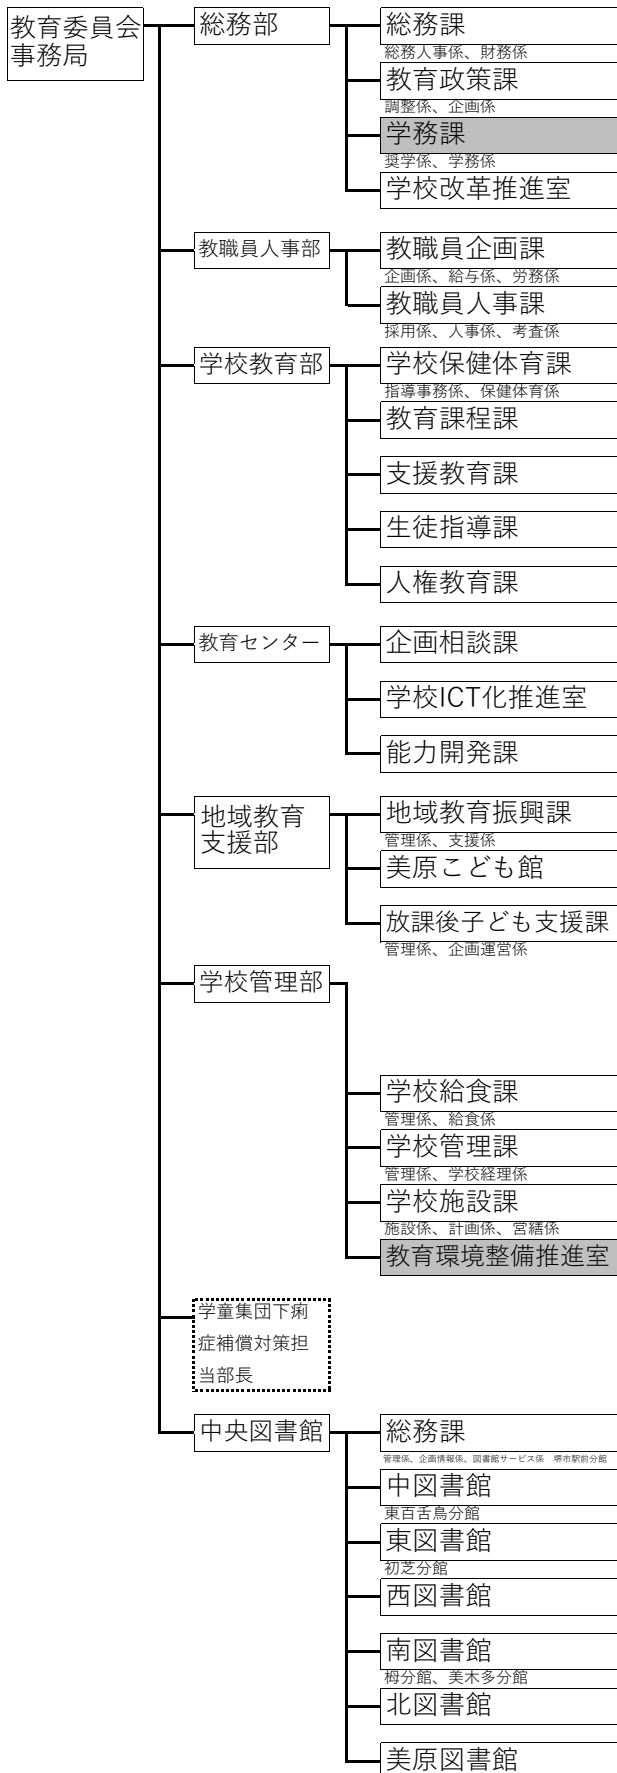 教育委員会
事務局
総務部
総務課
総務人事係、財務係
教育政策課
調整係、企画係
学務課
奨学係、学務係
学校改革推進室
教職員人事部
教職員企画課
企画係、給与係、労務係
教職員人事課
採用係、人事係、考査係
学校教育部
学校保健体育課
指導事務係、保健体育係
教育課程課
支援教育課
生徒指導課
人権教育課
教育センター
企画相談課
学校ICT化推進室
能力開発課
地域教育
支援部
地域教育振興課
管理係、支援係
美原こども館
放課後子ども支援課
管理係、企画運営係
学校管理部
学校給食課
管理係、給食係
学校管理課
管理係、学校経理係
学校施設課
施設係、計画係、営繕係
教育環境整備推進室
学童集団下痢
症補償対策担
当部長
中央図書館
総務課
管理係、企画情報係、図書館サービス係　堺市駅前分館
中図書館
東百舌鳥分館
東図書館
初芝分館
西図書館
南図書館
栂分館、美木多分館
北図書館
美原図書館